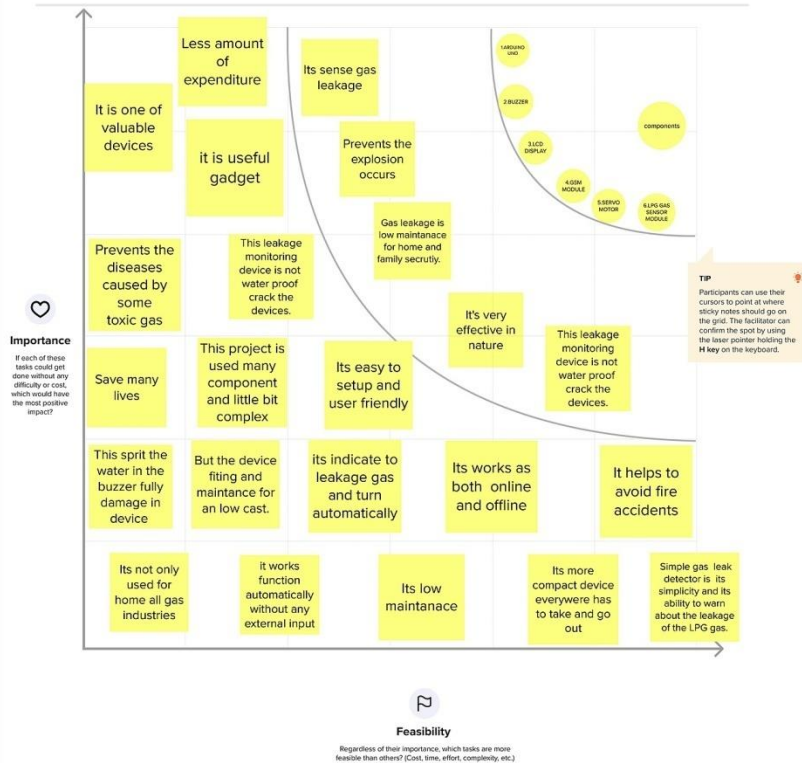 Less amount
of
expenditure
Its sense gas
leakage
1.ARDUINO
UNO
It is one of
valuable
devices
2.BUZZER
components
it is useful
gadget
Prevents the
explosion
occurs
3.LCD
DISPLAY
4.GSM
MODULE
5.SERVO
MOTOR
6.LPG GAS
SENSOR
MODULE
Gas leakage is
low maintanace
for home and
family secrutiy.
Prevents the
diseases
caused by
some
toxic gas
This leakage
monitoring
device is not
water proof
crack the
devices.
TIP
Participants can use their
cursors to point at where
sticky notes should go on
the grid. The facilitator can
confirm the spot by using
the laser pointer holding the
H key on the keyboard.
Importance
If each of these
tasks could get
done without any
difficulty or cost,
which would have
the most positive
impact?
It's very
effective in
nature
This leakage
monitoring
device is not
water proof
crack the
devices.
Save many
lives
This project is
used many
component
and little bit
complex
Its easy to
setup and
user friendly
This sprit the
water in the
buzzer fully
damage in
device
But the device
fiting and
maintance for
an low cast.
its indicate to
leakage gas
and turn
automatically
Its works as
both online
and offline
It helps to
avoid fire
accidents
Its not only
used for
home all gas
industries
it works
function
automatically
without any
external input
Its low
maintanace
Its more
compact device
everywere has
to take and go
out
Simple gas leak
detector is its
simplicity and its
ability to warn
about the leakage
of the LPG gas.
Feasibility
Regardless of their importance, which tasks are more
feasible than others? (Cost, time, effort, complexity, etc.)